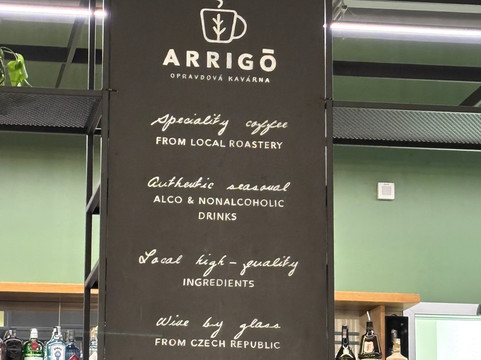 ARRIGŌ
OPRAVDOVÁ KAVÁRNA
Speciality coffee
FROM LOCAL ROASTERY
Authentic seasonal
ALCO & NONALCOHOLIC
DRINKS
Local high-quality
INGREDIENTS
Wine by glass
FROM CZECH REPUBLIC